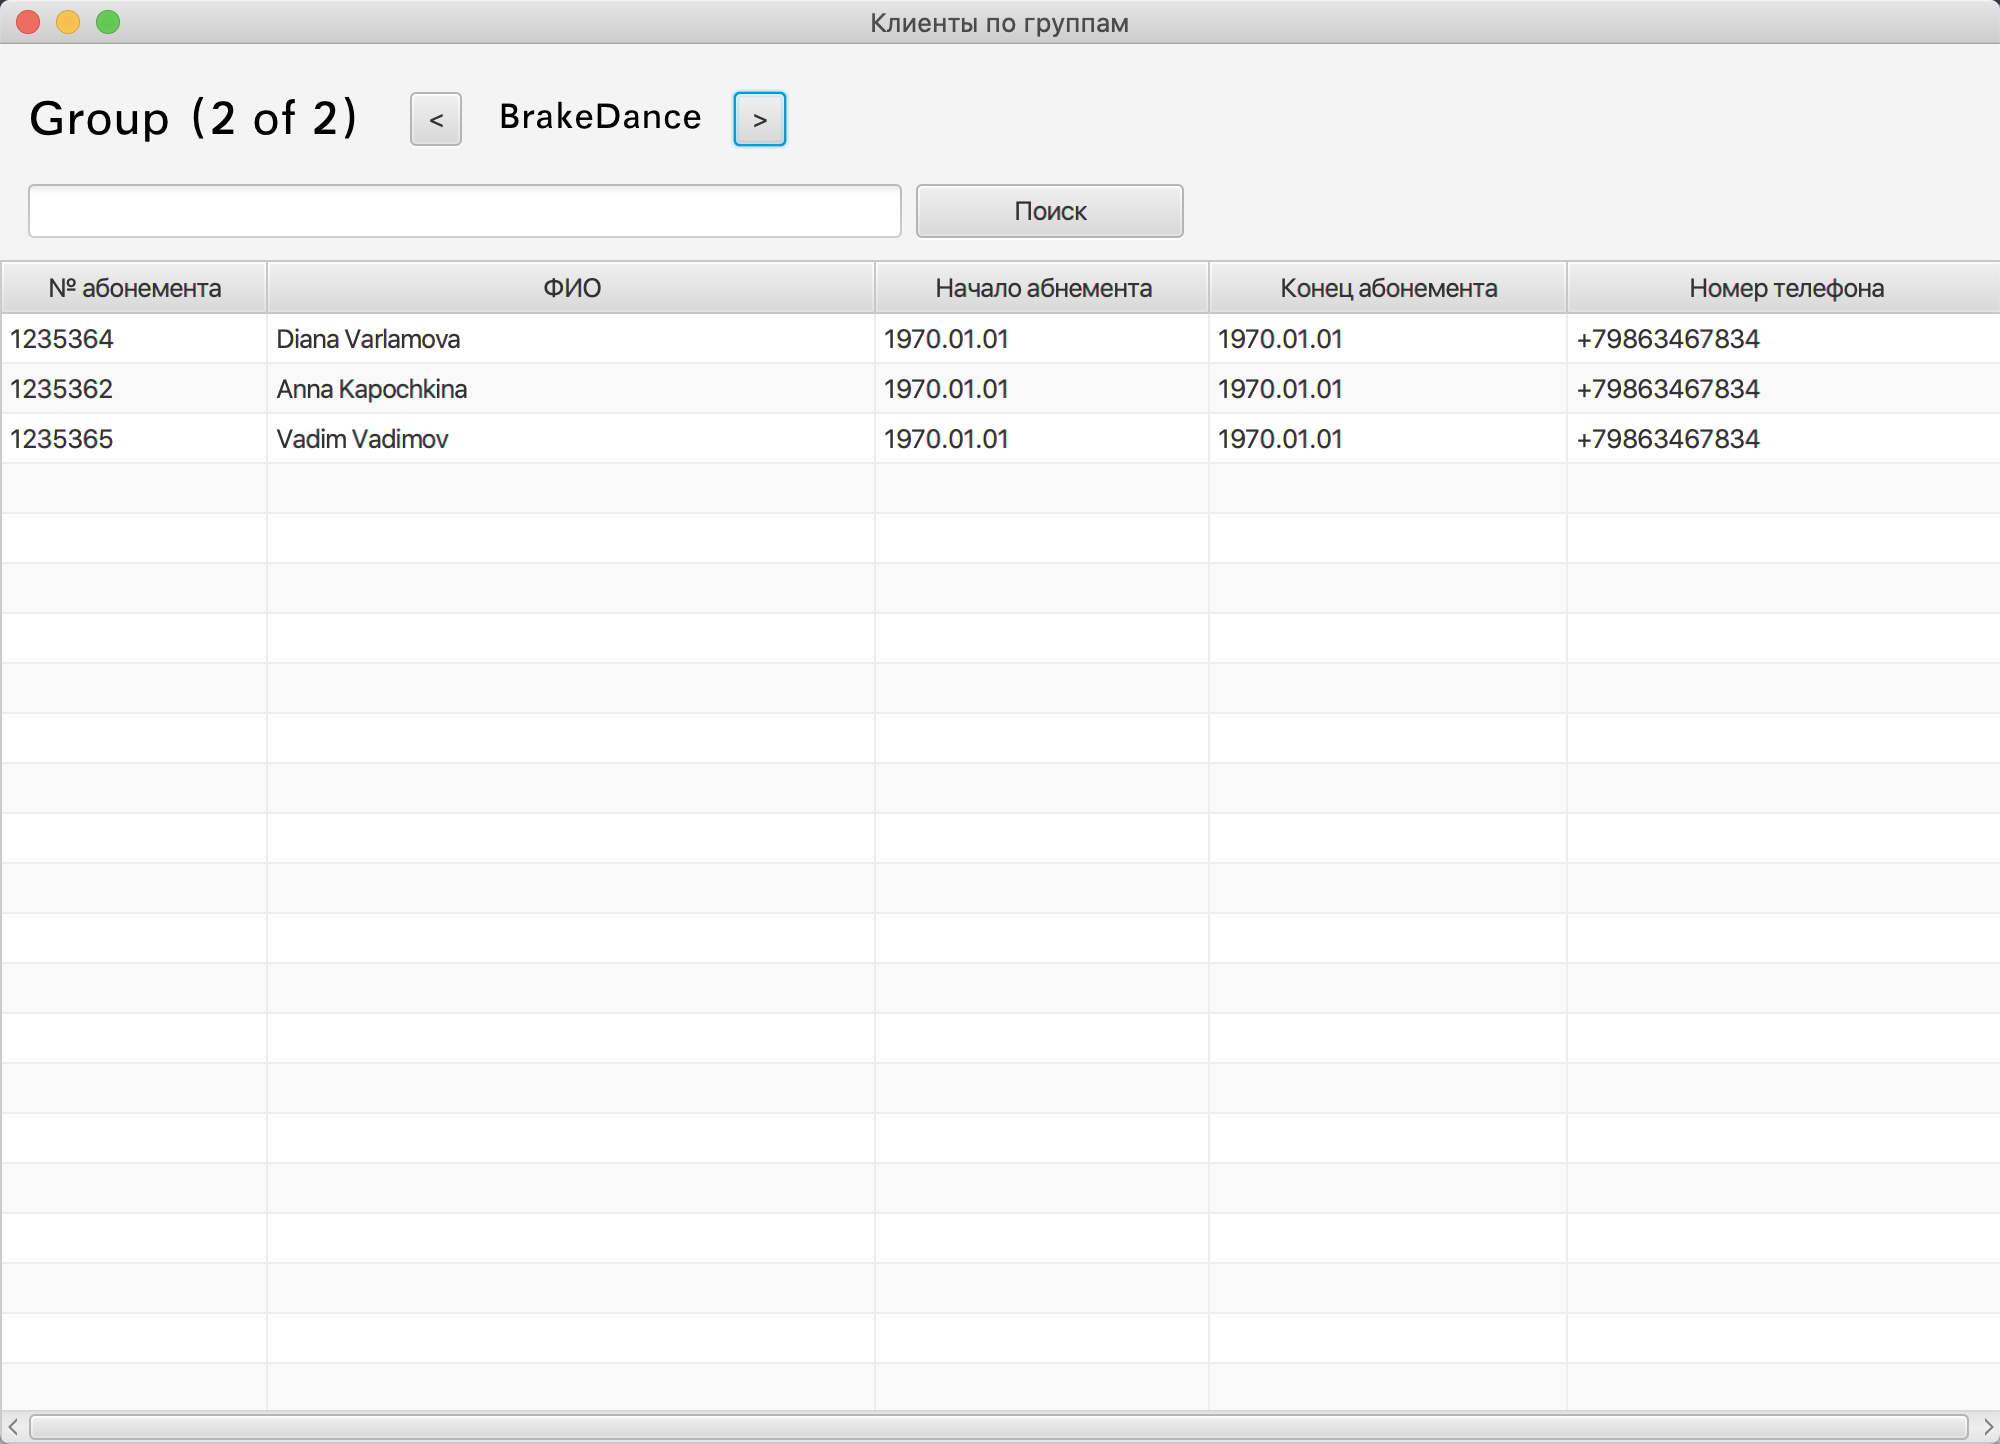 Клиенты по группам
Group (2 of 2) < BrakeDance >
Поиск
№ абонемента ФИО Начало абнемента Конец абонемента Номер телефона
1235364 Diana Varlamova 1970.01.01 1970.01.01 +79863467834
1235362 Anna Kapochkina 1970.01.01 1970.01.01 +79863467834
1235365 Vadim Vadimov 1970.01.01 1970.01.01 +79863467834